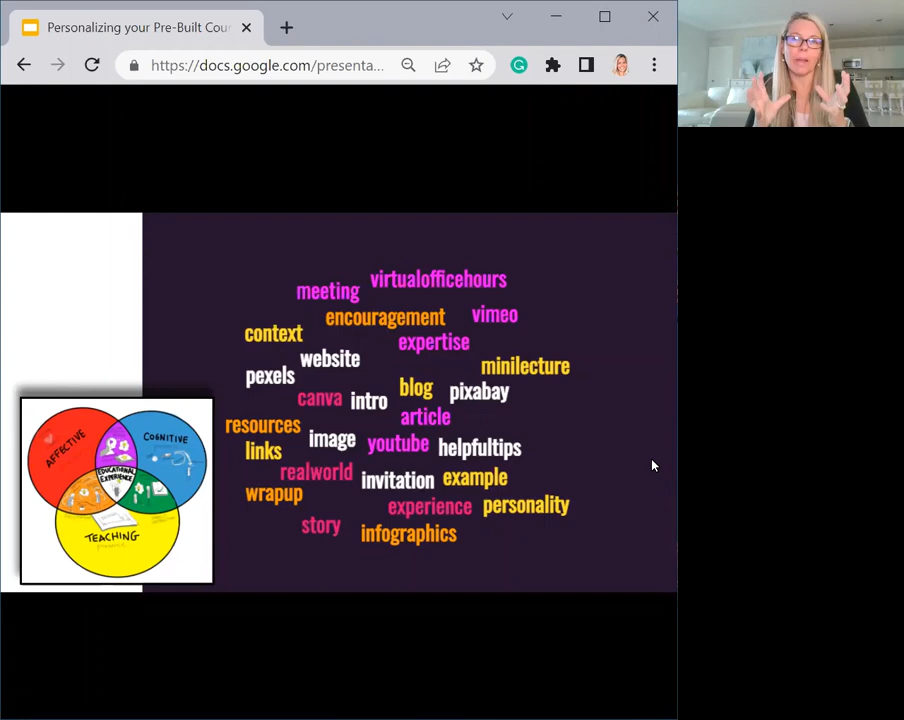 Personalizing your Pre-Built Cour
https://docs.google.com/presenta...
virtualofficehours
meeting
vimeo
encouragement
context
expertise
website
minilecture
pexels
blog
pixabay
canva
intro
article
resources
image
youtube
helpfultips
links
realworld
invitation
example
wrapup
experience
personality
story
infographics
AFFECTIVE
COGNITIVE
EDUCATIONAL
EXPERIENCE
TEACHING